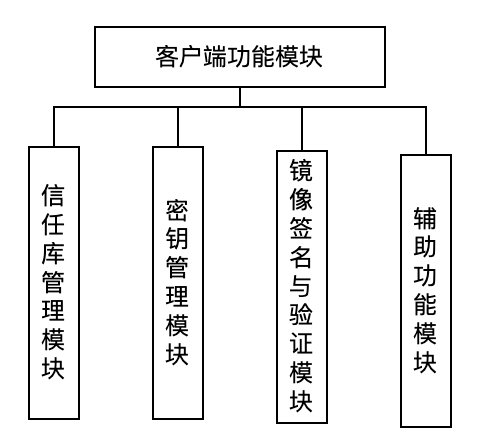 客户端功能模块
信任库管理模块
密钥管理模块
镜像签名与验证模块
辅助功能模块